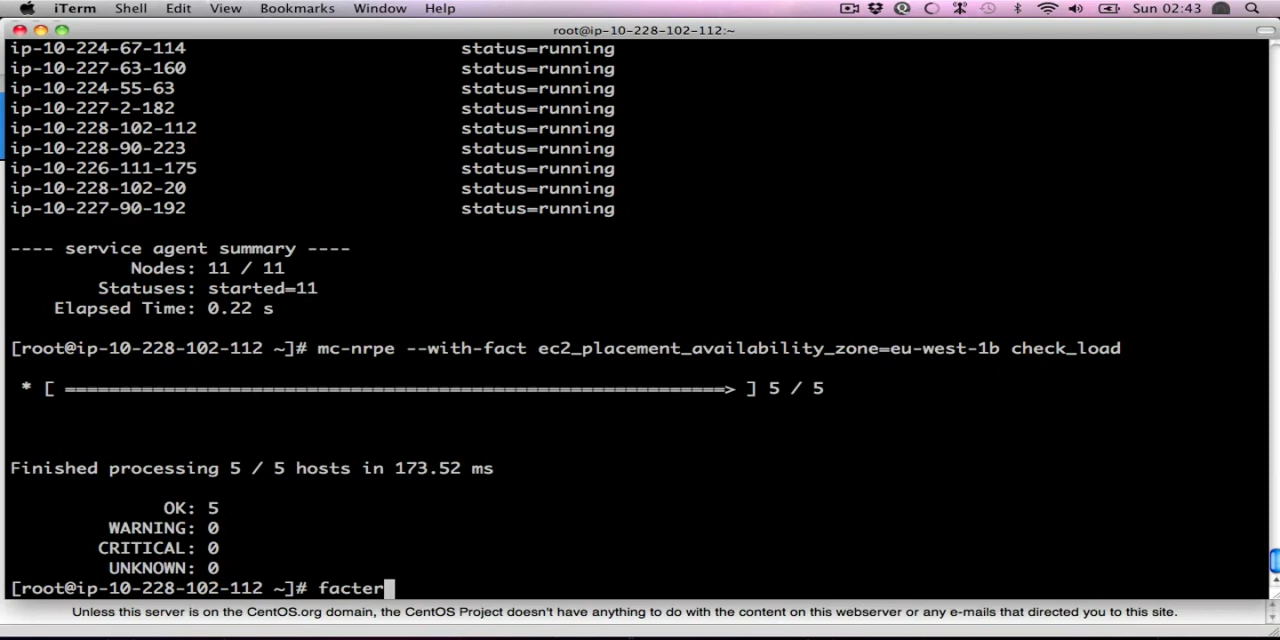 iTerm Shell Edit View Bookmarks Window Help Sun 02:43
root@ip-10-228-102-112:~
ip-10-224-67-114 status=running
ip-10-227-63-160 status=running
ip-10-224-55-63 status=running
ip-10-227-2-182 status=running
ip-10-228-102-112 status=running
ip-10-228-90-223 status=running
ip-10-226-111-175 status=running
ip-10-228-102-20 status=running
ip-10-227-90-192 status=running
---- service agent summary ----
Nodes: 11 / 11
Statuses: started=11
Elapsed Time: 0.22 s
[root@ip-10-228-102-112 ~]# mc-nrpe --with-fact ec2_placement_availability_zone=eu-west-1b check_load
* [ ============================================================> ] 5 / 5
Finished processing 5 / 5 hosts in 173.52 ms
OK: 5
WARNING: 0
CRITICAL: 0
UNKNOWN: 0
[root@ip-10-228-102-112 ~]# facter
Unless this server is on the CentOS.org domain, the CentOS Project doesn't have anything to do with the content on this webserver or any e-mails that directed you to this site.